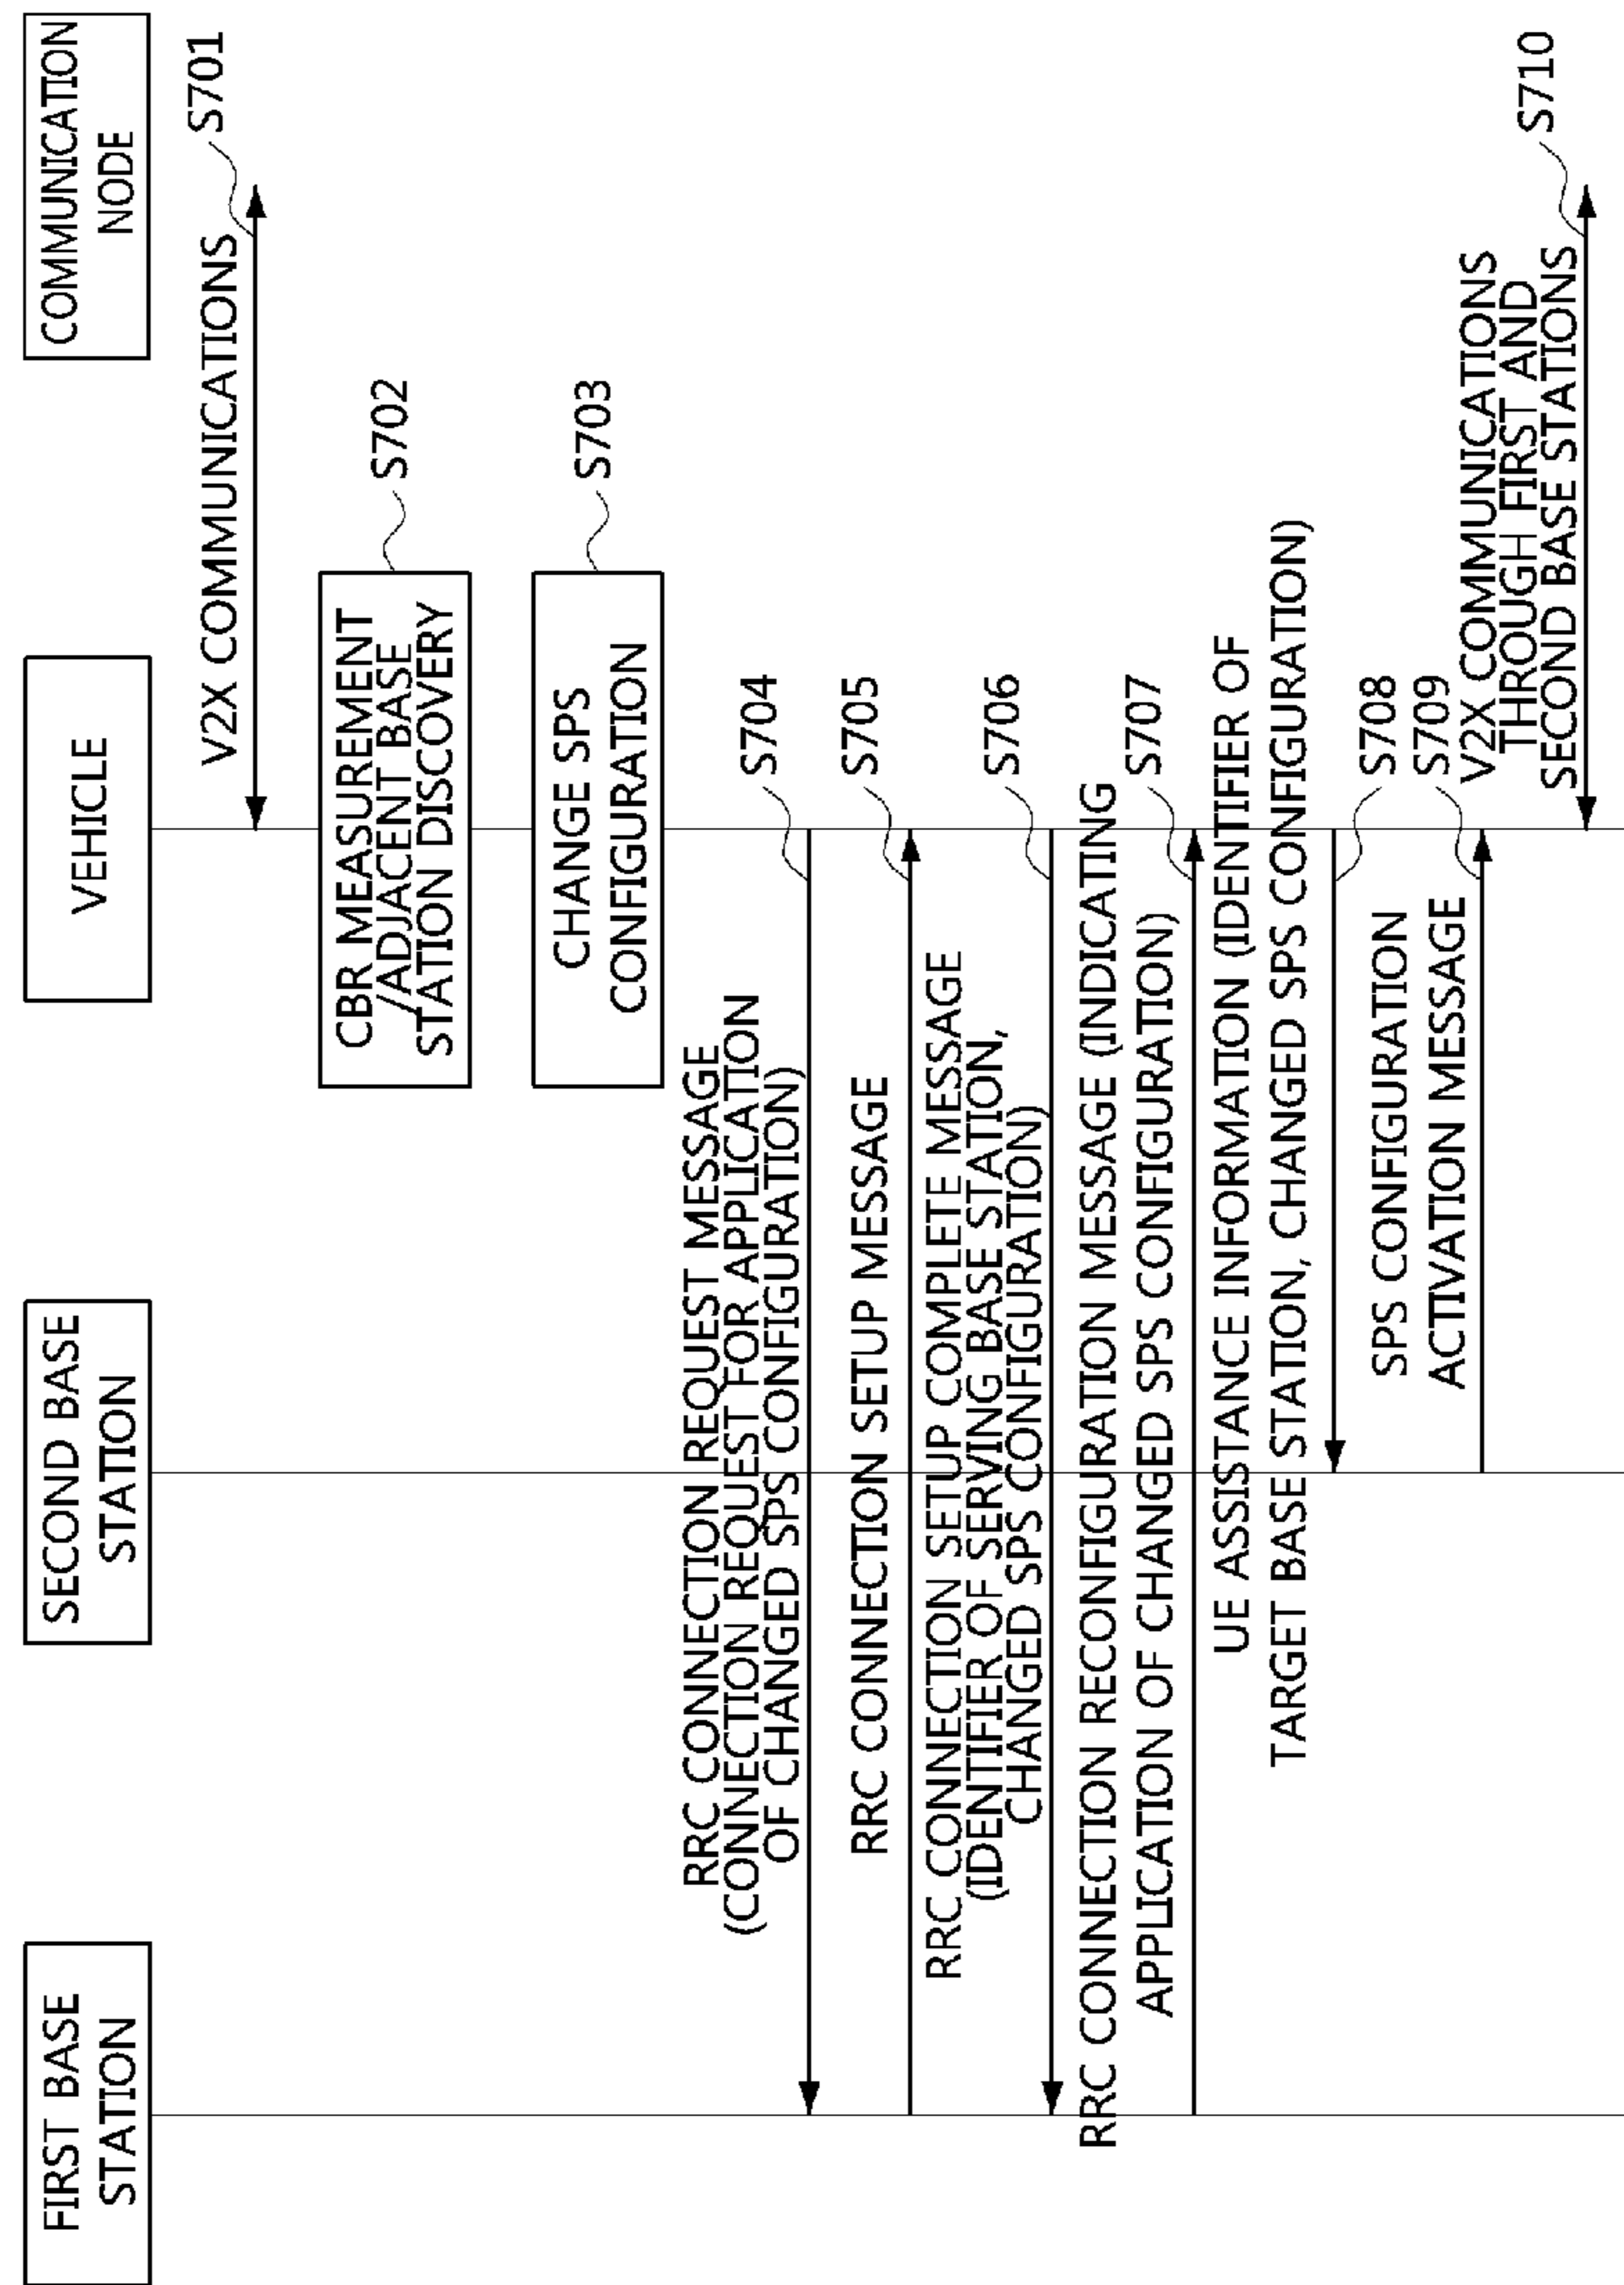 FIRST BASE
STATION
SECOND BASE
STATION
VEHICLE
COMMUNICATION
NODE
V2X COMMUNICATIONS
S701
CBR MEASUREMENT
/ADJACENT BASE
STATION DISCOVERY
S702
CHANGE SPS
CONFIGURATION
S703
RRC CONNECTION REQUEST MESSAGE
(CONNECTION REQUEST FOR APPLICATION
OF CHANGED SPS CONFIGURATION)
S704
RRC CONNECTION SETUP MESSAGE
S705
RRC CONNECTION SETUP COMPLETE MESSAGE
(IDENTIFIER OF SERVING BASE STATION,
CHANGED SPS CONFIGURATION)
S706
RRC CONNECTION RECONFIGURATION MESSAGE (INDICATING
APPLICATION OF CHANGED SPS CONFIGURATION)
S707
UE ASSISTANCE INFORMATION (IDENTIFIER OF
TARGET BASE STATION, CHANGED SPS CONFIGURATION)
S708
SPS CONFIGURATION
ACTIVATION MESSAGE
S709
V2X COMMUNICATIONS
THROUGH FIRST AND
SECOND BASE STATIONS
S710